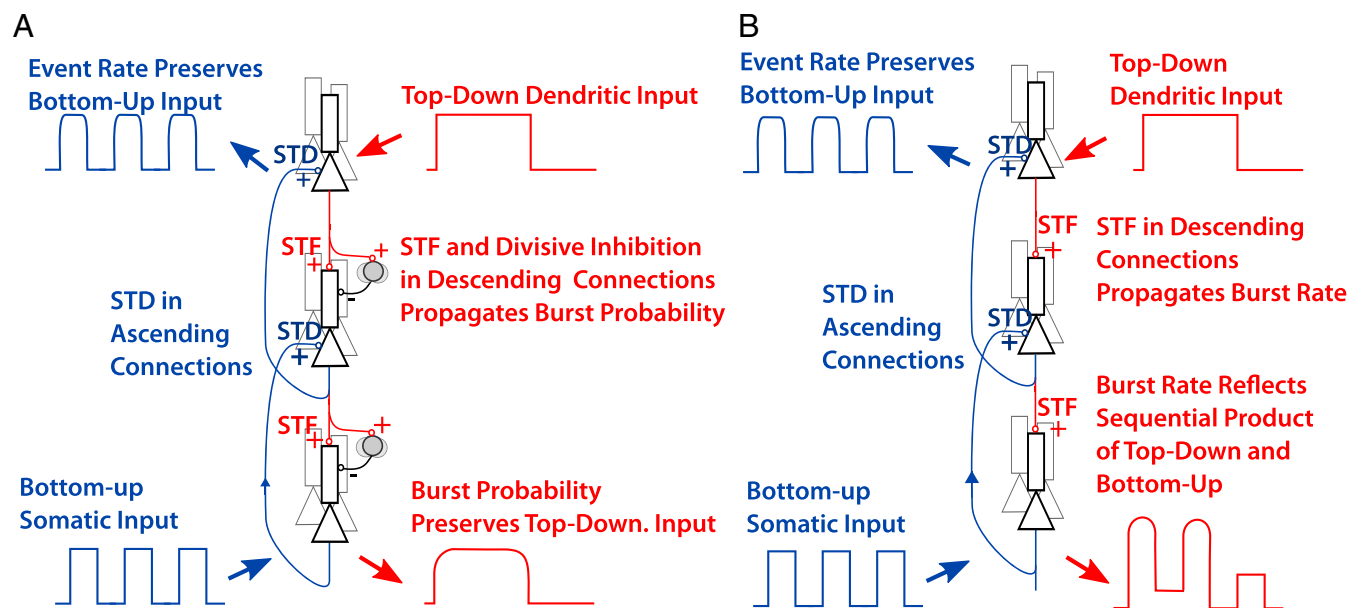 A
Event Rate Preserves
Bottom-Up Input
Top-Down Dendritic Input
STD
+
STF
+
+
STF and Divisive Inhibition
in Descending Connections
Propagates Burst Probability
-
STD in
Ascending
Connections
STD
+
STF
+
+
-
Bottom-up
Somatic Input
Burst Probability
Preserves Top-Down. Input
B
Event Rate Preserves
Bottom-Up Input
Top-Down
Dendritic Input
STD
+
STF
+
STF in Descending
Connections
Propagates Burst Rate
STD in
Ascending
Connections
STD
+
STF
+
Burst Rate Reflects
Sequential Product
of Top-Down and
Bottom-Up
Bottom-up
Somatic Input